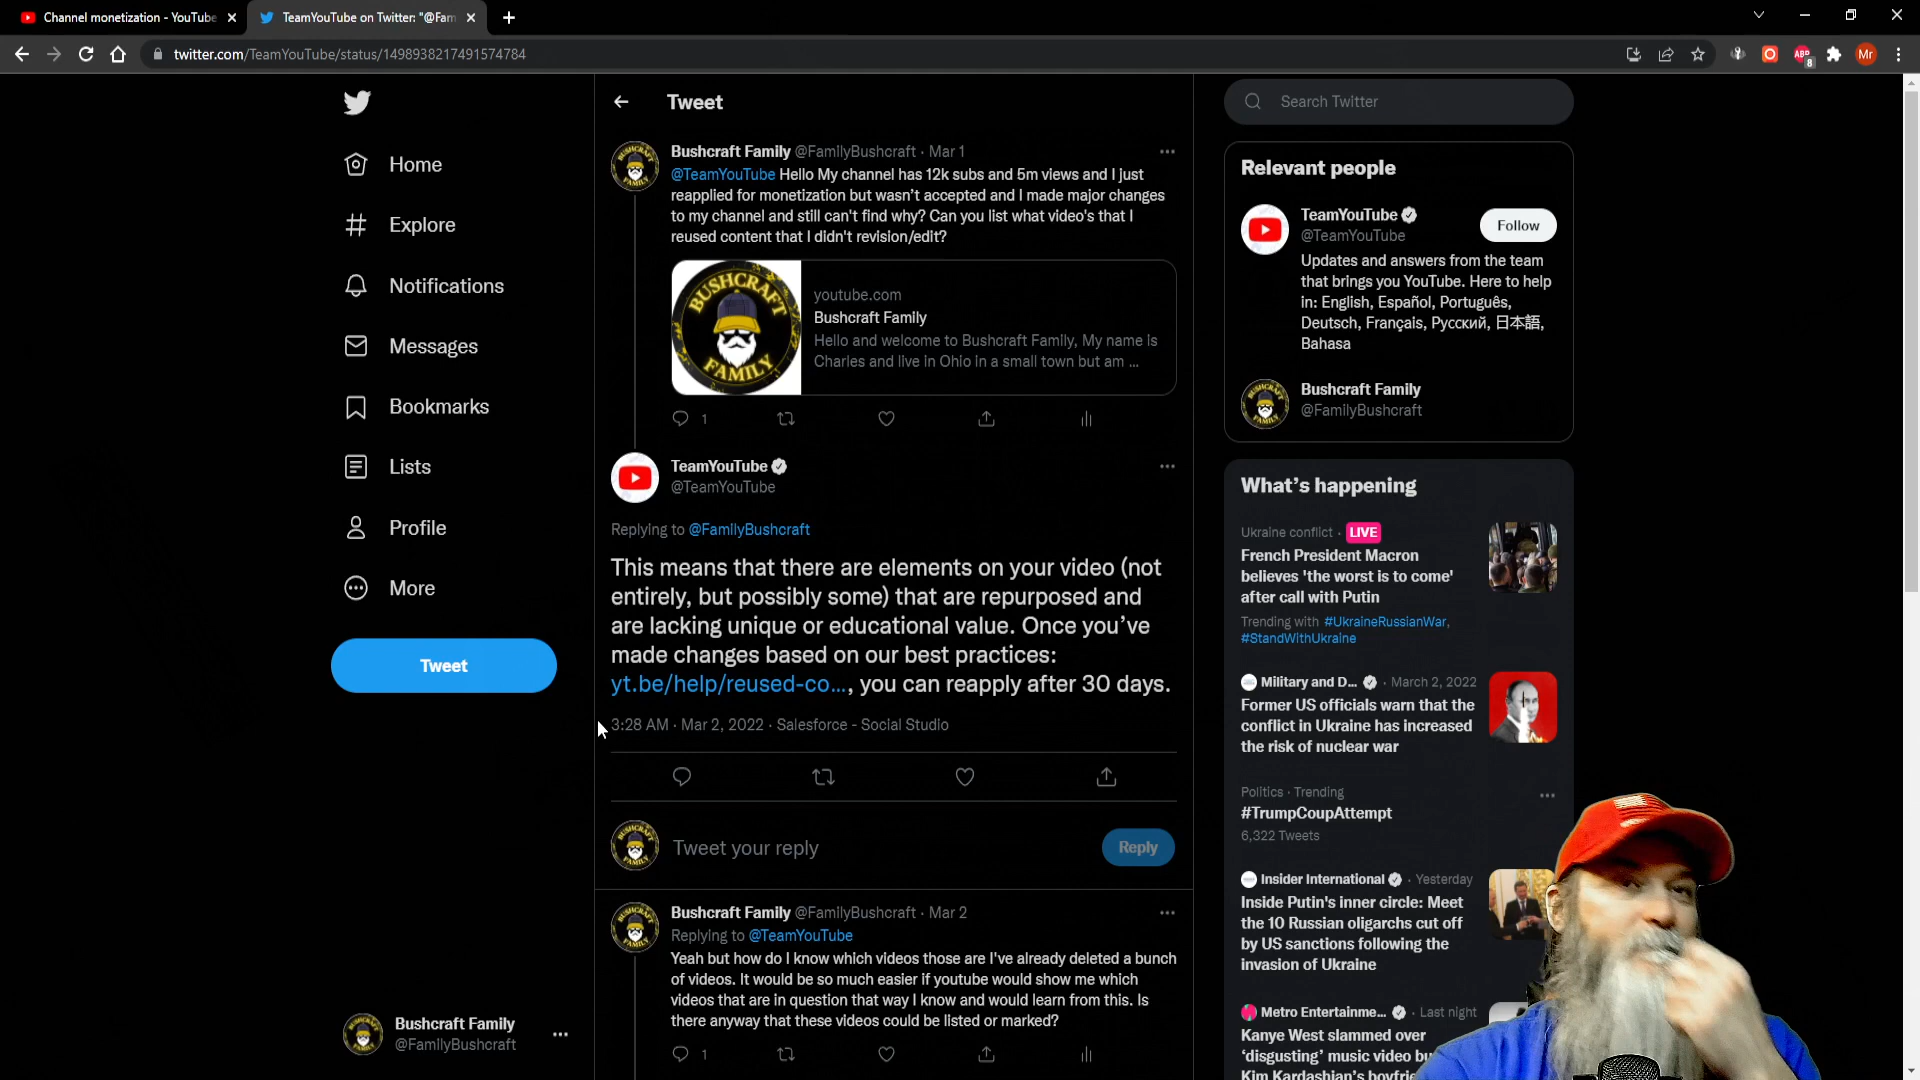 Channel monetization - YouTube
TeamYouTube on Twitter: "@Fam
twitter.com/TeamYouTube/status/1498938217491574784
ABP
8
Mr
Home
Explore
Notifications
Messages
Bookmarks
Lists
Profile
More
Tweet
Bushcraft Family
@FamilyBushcraft
Tweet
Bushcraft Family @FamilyBushcraft · Mar 1
@TeamYouTube Hello My channel has 12k subs and 5m views and I just
reapplied for monetization but wasn't accepted and I made major changes
to my channel and still can't find why? Can you list what video's that I
reused content that I didn't revision/edit?
BUSHCRAFT
FAMILY
youtube.com
Bushcraft Family
Hello and welcome to Bushcraft Family, My name is
Charles and live in Ohio in a small town but am ...
1
TeamYouTube
@TeamYouTube
Replying to @FamilyBushcraft
This means that there are elements on your video (not
entirely, but possibly some) that are repurposed and
are lacking unique or educational value. Once you've
made changes based on our best practices:
yt.be/help/reused-co..., you can reapply after 30 days.
3:28 AM · Mar 2, 2022 · Salesforce - Social Studio
Tweet your reply
Reply
Bushcraft Family @FamilyBushcraft · Mar 2
Replying to @TeamYouTube
Yeah but how do I know which videos those are I've already deleted a bunch
of videos. It would be so much easier if youtube would show me which
videos that are in question that way I know and would learn from this. Is
there anyway that these videos could be listed or marked?
1
Search Twitter
Relevant people
TeamYouTube
@TeamYouTube
Follow
Updates and answers from the team
that brings you YouTube. Here to help
in: English, Español, Português,
Deutsch, Français, Русский, 日本語,
Bahasa
Bushcraft Family
@FamilyBushcraft
What's happening
Ukraine conflict · LIVE
French President Macron
believes 'the worst is to come'
after call with Putin
Trending with #UkraineRussianWar,
#StandWithUkraine
Military and D... · March 2, 2022
Former US officials warn that the
conflict in Ukraine has increased
the risk of nuclear war
Politics · Trending
#TrumpCoupAttempt
6,322 Tweets
Insider International · Yesterday
Inside Putin's inner circle: Meet
the 10 Russian oligarchs cut off
by US sanctions following the
invasion of Ukraine
Metro Entertainme... · Last night
Kanye West slammed over
'disgusting' music video
Kim Kardashian's